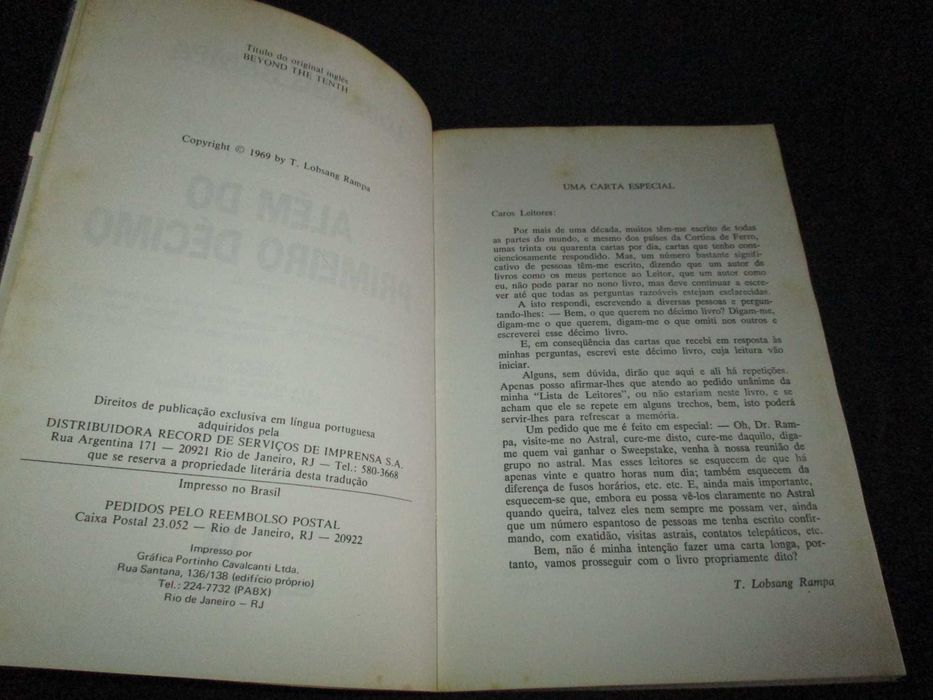 Título do original inglês
BEYOND THE TENTH
Copyright © 1969 by T. Lobsang Rampa
ALÉM DO
DÉCIMO
Direitos de publicação exclusiva em língua portuguesa
adquiridos pela
DISTRIBUIDORA RECORD DE SERVIÇOS DE IMPRENSA S.A.
Rua Argentina 171 — 20921 Rio de Janeiro, RJ — Tel.: 580-3668
que se reserva a propriedade literária desta tradução
Impresso no Brasil
PEDIDOS PELO REEMBOLSO POSTAL
Caixa Postal 23.052 — Rio de Janeiro, RJ — 20922
Impresso por
Gráfica Portinho Cavalcanti Ltda.
Rua Santana, 136/138 (edifício próprio)
Tel.: 224-7732 (PABX)
Rio de Janeiro — RJ
UMA CARTA ESPECIAL
Caros Leitores:
Por mais de uma década, muitos têm-me escrito de todas
as partes do mundo, e mesmo dos países da Cortina de Ferro,
umas trinta ou quarenta cartas por dia, cartas que tenho cons-
cienciosamente respondido. Mas, um número bastante signifi-
cativo de pessoas têm-me escrito, dizendo que um autor de
livros como os meus pertence ao Leitor, que um autor como
eu, não pode parar no nono livro, mas deve continuar a escre-
ver até que todas as perguntas razoáveis estejam esclarecidas.
A isto respondi, escrevendo a diversas pessoas e pergun-
tando-lhes: — Bem, o que querem no décimo livro? Digam-me,
digam-me o que querem, digam-me o que omiti nos outros e
escreverei esse décimo livro.
E, em conseqüência das cartas que recebi em resposta às
minhas perguntas, escrevi este décimo livro, cuja leitura vão
iniciar.
Alguns, sem dúvida, dirão que aqui e ali há repetições.
Apenas posso afirmar-lhes que atendo ao pedido unânime da
minha "Lista de Leitores", ou não estariam neste livro, e se
acham que ele se repete em alguns trechos, bem, isto poderá
servir-lhes para refrescar a memória.
Um pedido que me é feito em especial: — Oh, Dr. Ram-
pa, visite-me no Astral, cure-me disto, cure-me daquilo, diga-
me quem vai ganhar o Sweepstake, venha à nossa reunião de
grupo no astral. Mas esses leitores se esquecem de que há
apenas vinte e quatro horas num dia; também esquecem da
diferença de fusos horários, etc. etc. E, ainda mais importante,
esquecem-se que, embora eu possa vê-los claramente no Astral
quando queira, talvez eles nem sempre me possam ver, ainda
que um número espantoso de pessoas me tenha escrito confir-
mando, com exatidão, visitas astrais, contatos telepáticos, etc.
Bem, não é minha intenção fazer uma carta longa, por-
tanto, vamos prosseguir com o livro propriamente dito?
T. Lobsang Rampa